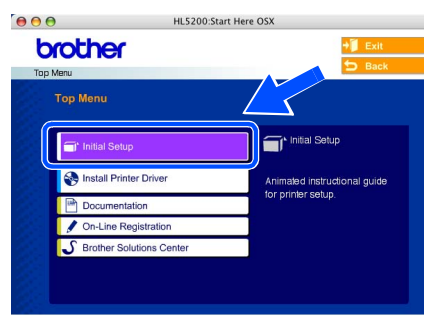 HL5200:Start Here OSX
brother
Exit
Back
Top Menu
Top Menu
Initial Setup
Initial Setup
Install Printer Driver
Animated instructional guide
for printer setup.
Documentation
On-Line Registration
Brother Solutions Center